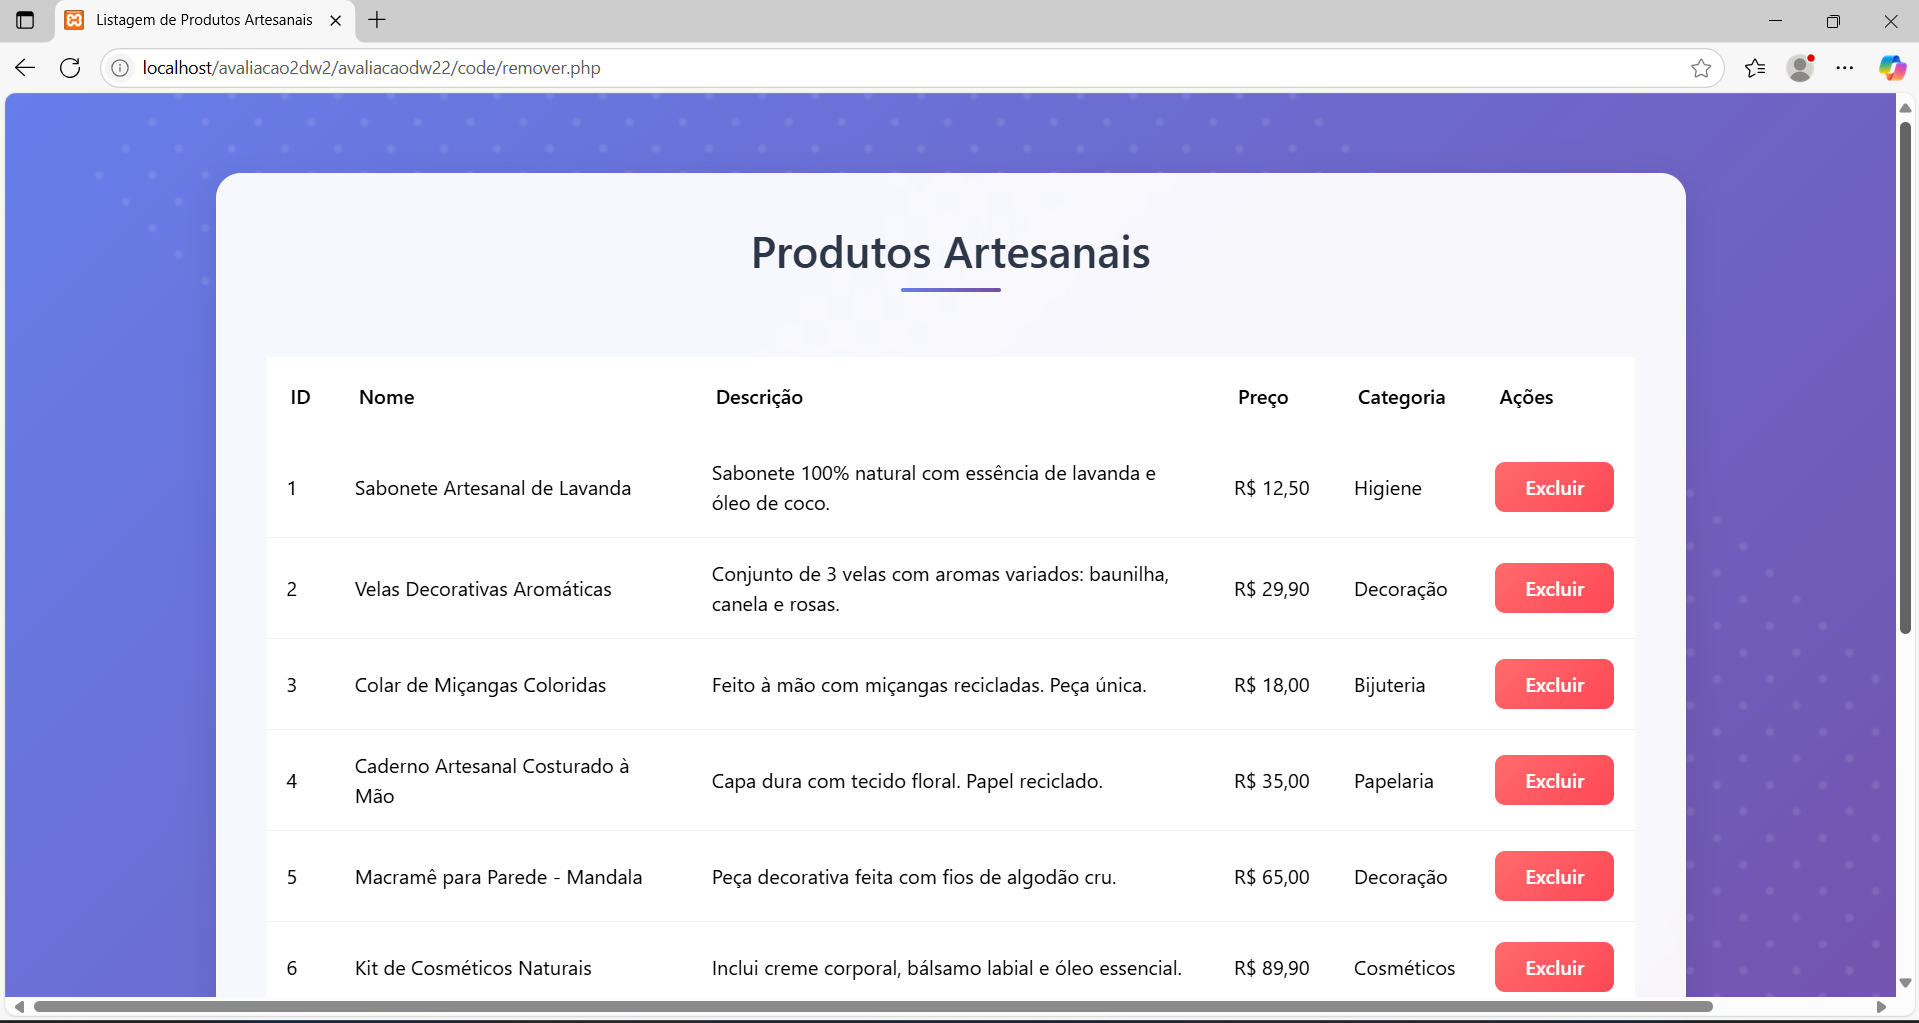 Listagem de Produtos Artesanais
localhost/avaliacao2dw2/avaliacaodw22/code/remover.php
Produtos Artesanais
ID Nome Descrição Preço Categoria Ações
1 Sabonete Artesanal de Lavanda Sabonete 100% natural com essência de lavanda e
óleo de coco. R$ 12,50 Higiene Excluir
2 Velas Decorativas Aromáticas Conjunto de 3 velas com aromas variados: baunilha,
canela e rosas. R$ 29,90 Decoração Excluir
3 Colar de Miçangas Coloridas Feito à mão com miçangas recicladas. Peça única. R$ 18,00 Bijuteria Excluir
4 Caderno Artesanal Costurado à
Mão Capa dura com tecido floral. Papel reciclado. R$ 35,00 Papelaria Excluir
5 Macramê para Parede - Mandala Peça decorativa feita com fios de algodão cru. R$ 65,00 Decoração Excluir
6 Kit de Cosméticos Naturais Inclui creme corporal, bálsamo labial e óleo essencial. R$ 89,90 Cosméticos Excluir